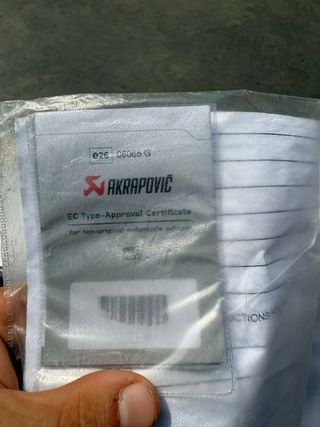 e26 06065 G
AKRAPOVIČ
EC Type-Approval Certificate
for non-original motorcycle exhaust